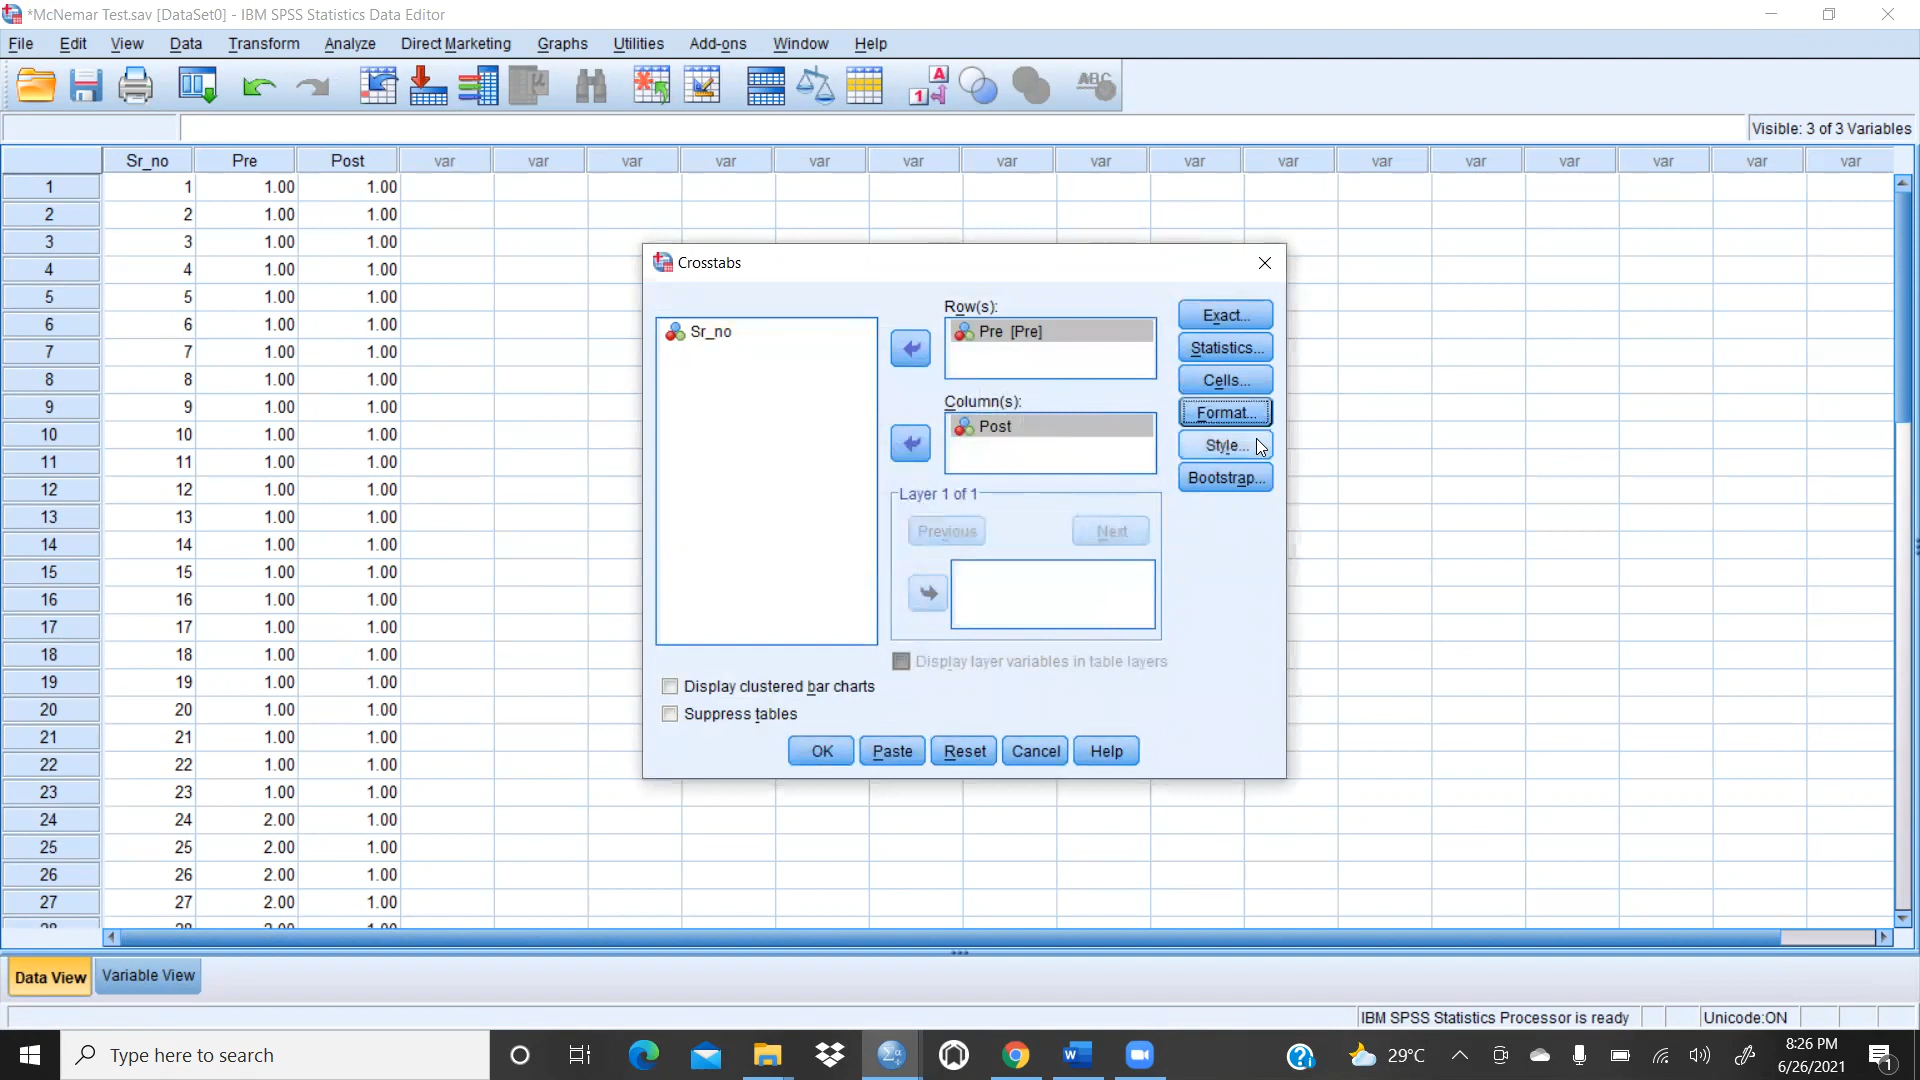 *McNemar Test.sav [DataSet0] - IBM SPSS Statistics Data Editor
File Edit View Data Transform Analyze Direct Marketing Graphs Utilities Add-ons Window Help
A 1 ABC
Visible: 3 of 3 Variables
Sr_no Pre Post var var var var var var var var var var var var var var var var
1 1 1.00 1.00
2 2 1.00 1.00
3 3 1.00 1.00
4 4 1.00 1.00
5 5 1.00 1.00
6 6 1.00 1.00
7 7 1.00 1.00
8 8 1.00 1.00
9 9 1.00 1.00
10 10 1.00 1.00
11 11 1.00 1.00
12 12 1.00 1.00
13 13 1.00 1.00
14 14 1.00 1.00
15 15 1.00 1.00
16 16 1.00 1.00
17 17 1.00 1.00
18 18 1.00 1.00
19 19 1.00 1.00
20 20 1.00 1.00
21 21 1.00 1.00
22 22 1.00 1.00
23 23 1.00 1.00
24 24 2.00 1.00
25 25 2.00 1.00
26 26 2.00 1.00
27 27 2.00 1.00
28 28 2.00 1.00
Crosstabs
Sr_no
Row(s):
Pre [Pre]
Column(s):
Post
Layer 1 of 1
Previous Next
Display layer variables in table layers
Exact...
Statistics...
Cells...
Format...
Style...
Bootstrap...
Display clustered bar charts
Suppress tables
OK Paste Reset Cancel Help
Data View Variable View
IBM SPSS Statistics Processor is ready Unicode:ON
Type here to search
29°C
8:26 PM
6/26/2021
1